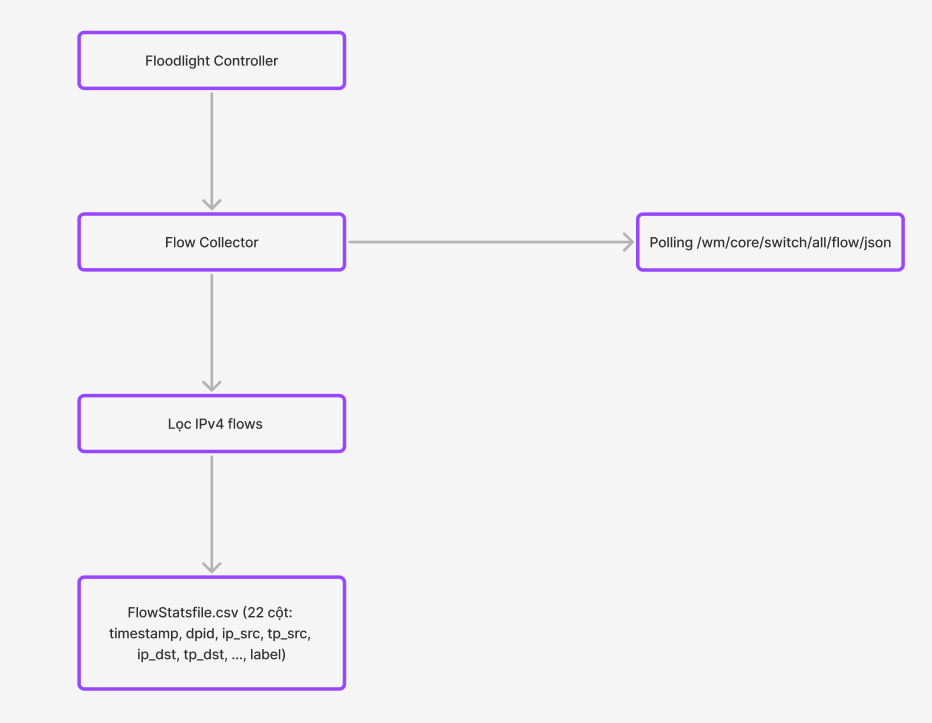 Floodlight Controller
Flow Collector
Polling /wm/core/switch/all/flow/json
Lọc IPv4 flows
FlowStatsfile.csv (22 cột:
timestamp, dpid, ip_src, tp_src,
ip_dst, tp_dst, ..., label)